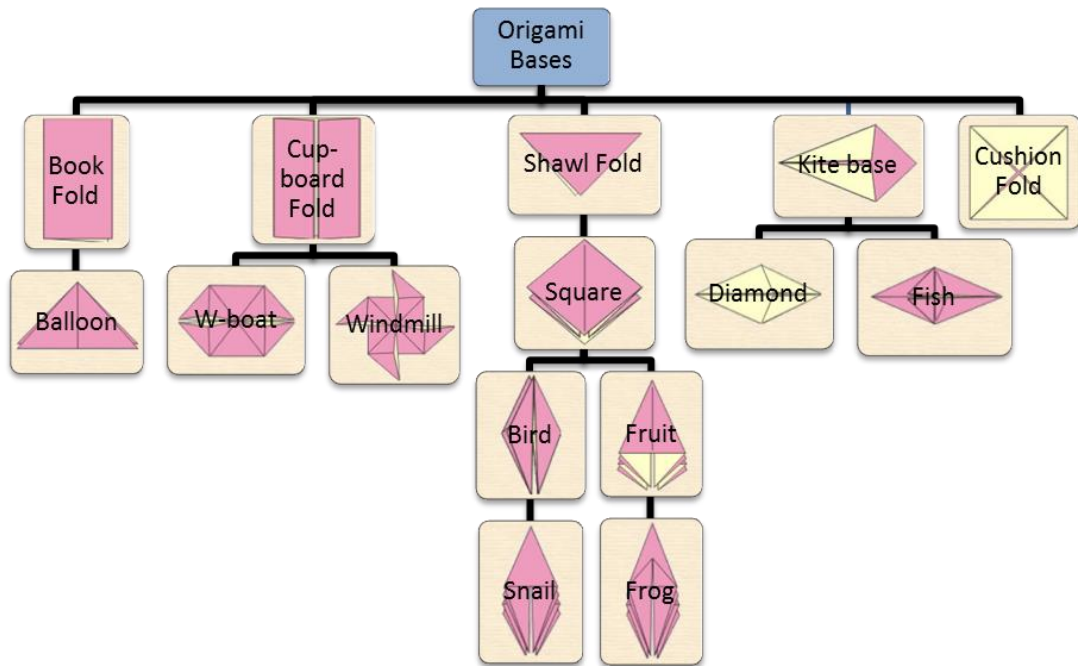 Origami
Bases
Book
Fold
Cup-
board
Fold
Shawl Fold
Kite base
Cushion
Fold
Balloon
W-boat
Windmill
Square
Diamond
Fish
Bird
Fruit
Snail
Frog